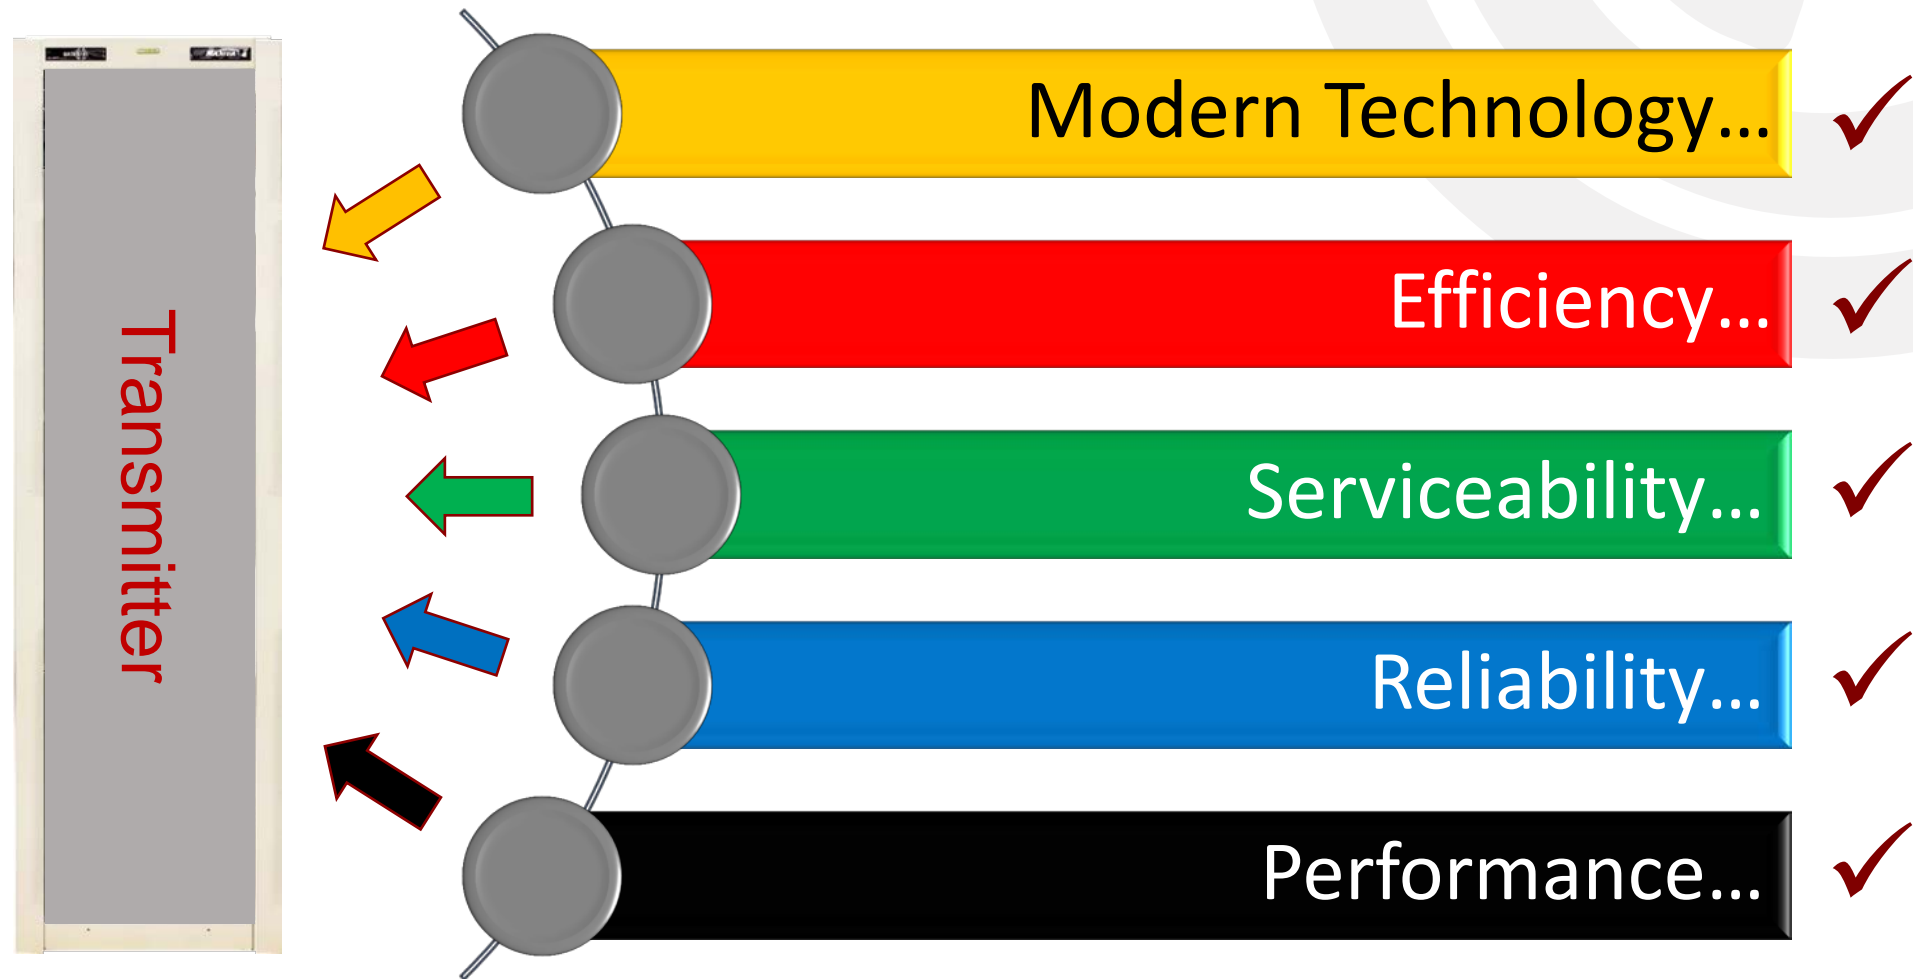 Transmitter
Modern Technology...
Efficiency...
Serviceability...
Reliability...
Performance...